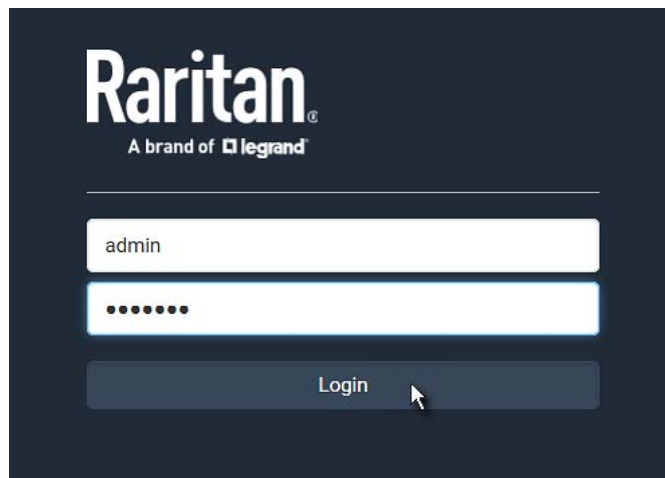 Raritan®
A brand of legrand®
admin
•••••••
Login